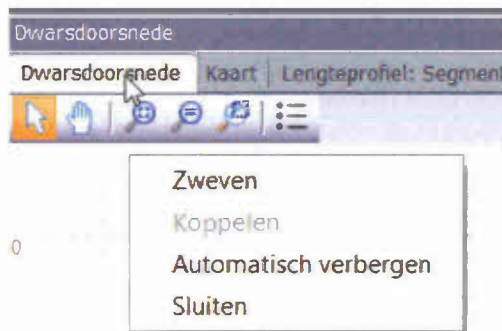 Dwarsdoorsnede
Dwarsdoorsnede Kaart Lengteprofiel: Segment
Zweven
Koppelen
0
Automatisch verbergen
Sluiten